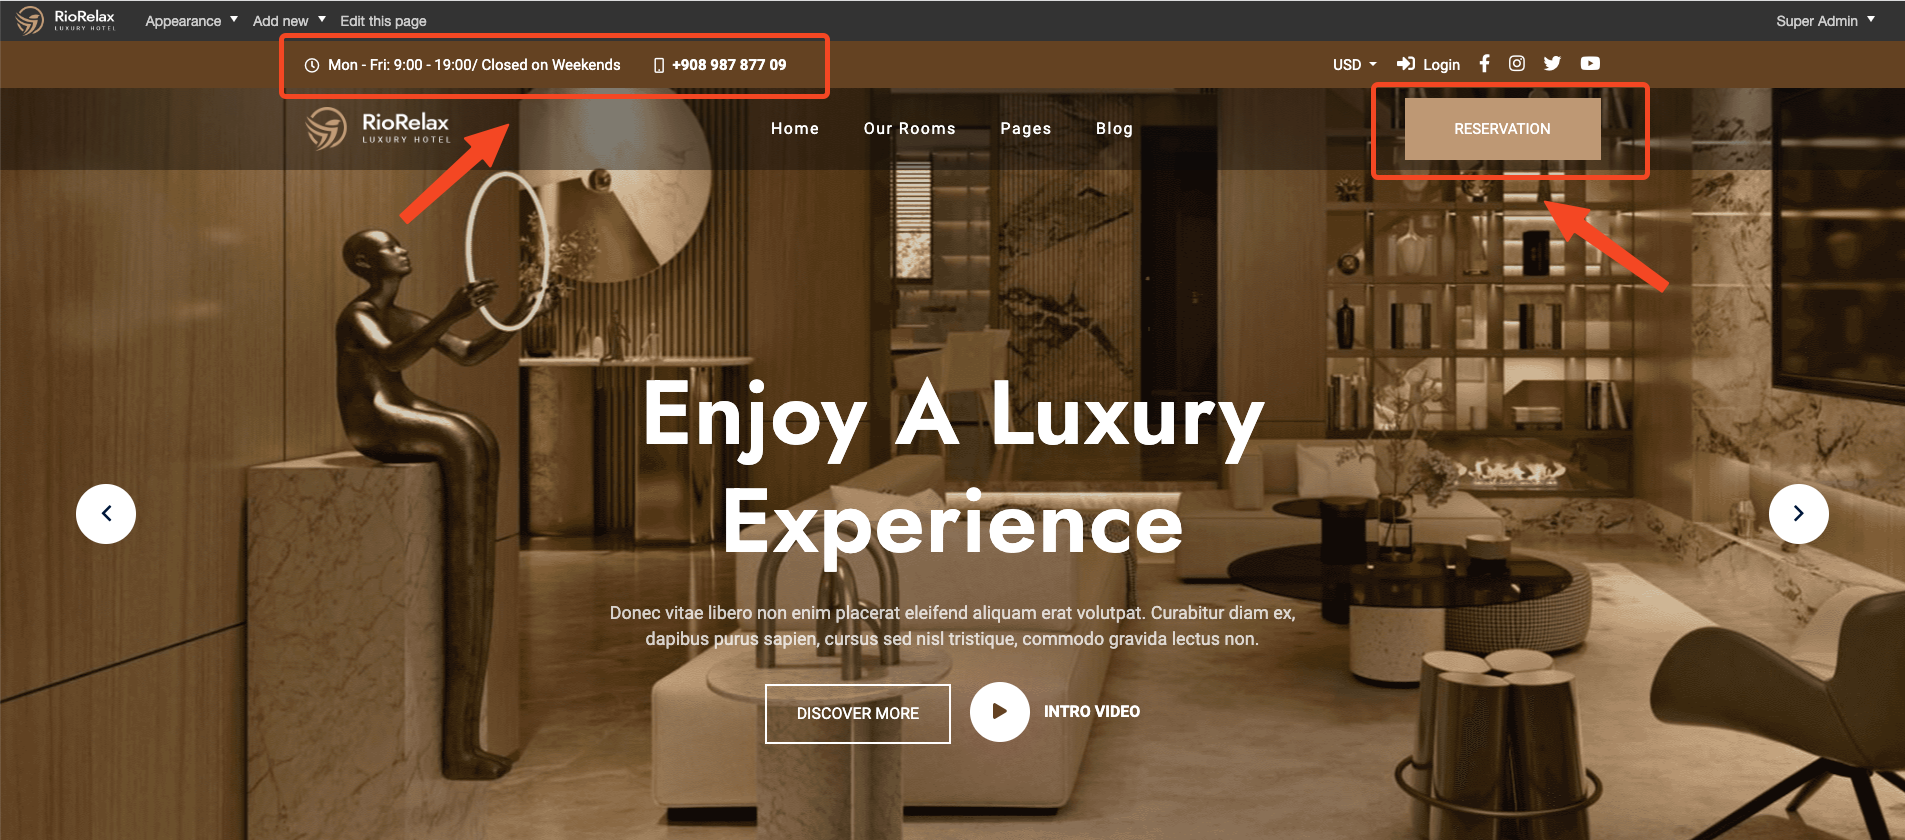 RioRelax
LUXURY HOTEL
Appearance
Add new
Edit this page
Super Admin
Mon - Fri: 9:00 - 19:00/ Closed on Weekends
+908 987 877 09
USD
Login
RioRelax
LUXURY HOTEL
Home
Our Rooms
Pages
Blog
RESERVATION
Enjoy A Luxury
Experience
Donec vitae libero non enim placerat eleifend aliquam erat volutpat. Curabitur diam ex,
dapibus purus sapien, cursus sed nisl tristique, commodo gravida lectus non.
DISCOVER MORE
INTRO VIDEO